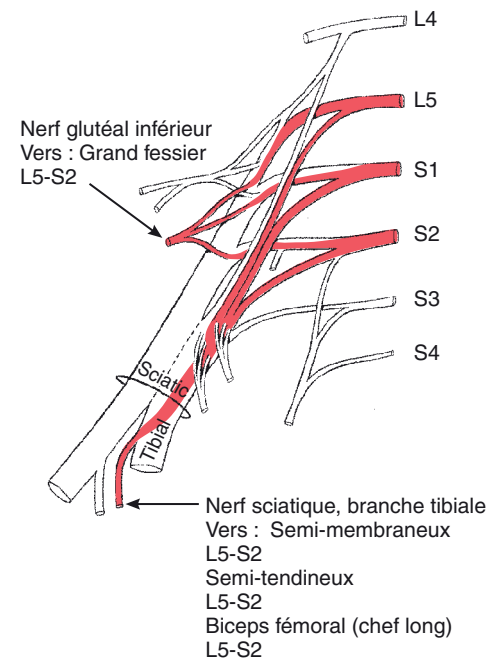 L4
L5
Nerf glutéal inférieur
Vers : Grand fessier
L5-S2
S1
S2
S3
S4
Sciatic
Tibial
Nerf sciatique, branche tibiale
Vers : Semi-membraneux
L5-S2
Semi-tendineux
L5-S2
Biceps fémoral (chef long)
L5-S2